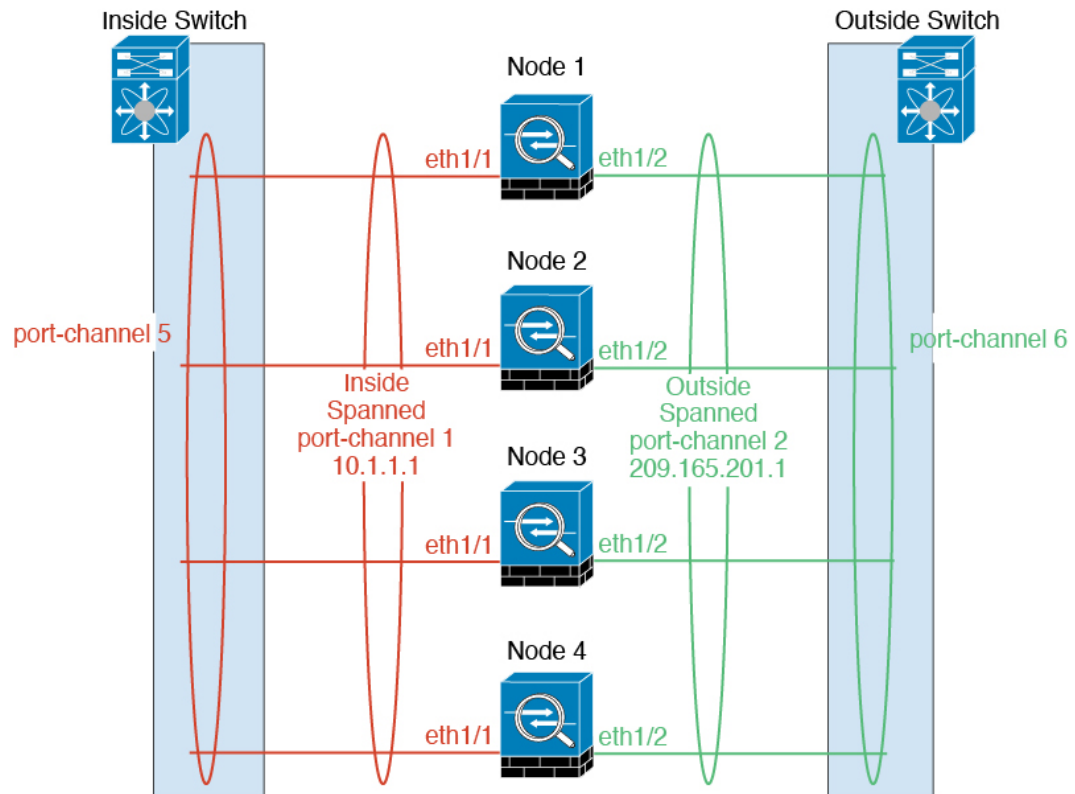 Inside Switch
Outside Switch
Node 1
eth1/1
eth1/2
Node 2
port-channel 5
eth1/1
eth1/2
port-channel 6
Inside
Spanned
port-channel 1
10.1.1.1
Outside
Spanned
port-channel 2
209.165.201.1
Node 3
eth1/1
eth1/2
Node 4
eth1/1
eth1/2